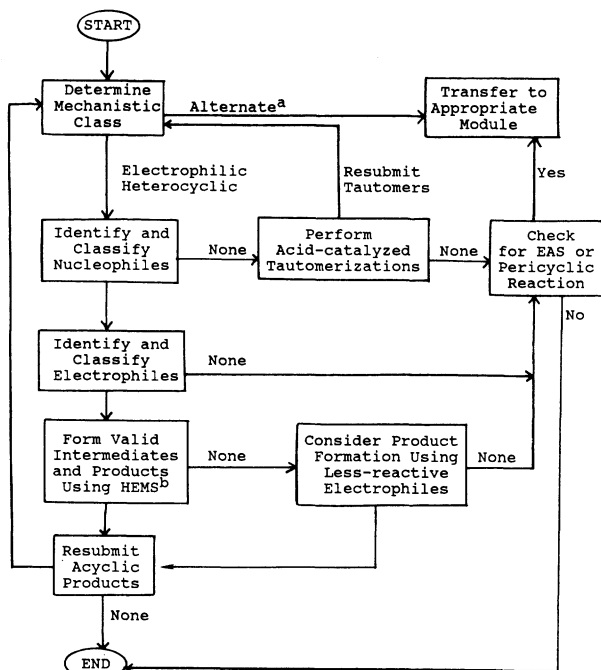 START
Determine
Mechanistic
Class
Alternateᵃ
Transfer to
Appropriate
Module
Electrophilic
Heterocyclic
Resubmit
Tautomers
Yes
Identify and
Classify
Nucleophiles
None
Perform
Acid-catalyzed
Tautomerizations
None
Check
for EAS or
Pericyclic
Reaction
No
Identify and
Classify
Electrophiles
None
Form Valid
Intermediates
and Products
Using HEMSᵇ
None
Consider Product
Formation Using
Less-reactive
Electrophiles
None
Resubmit
Acyclic
Products
None
END